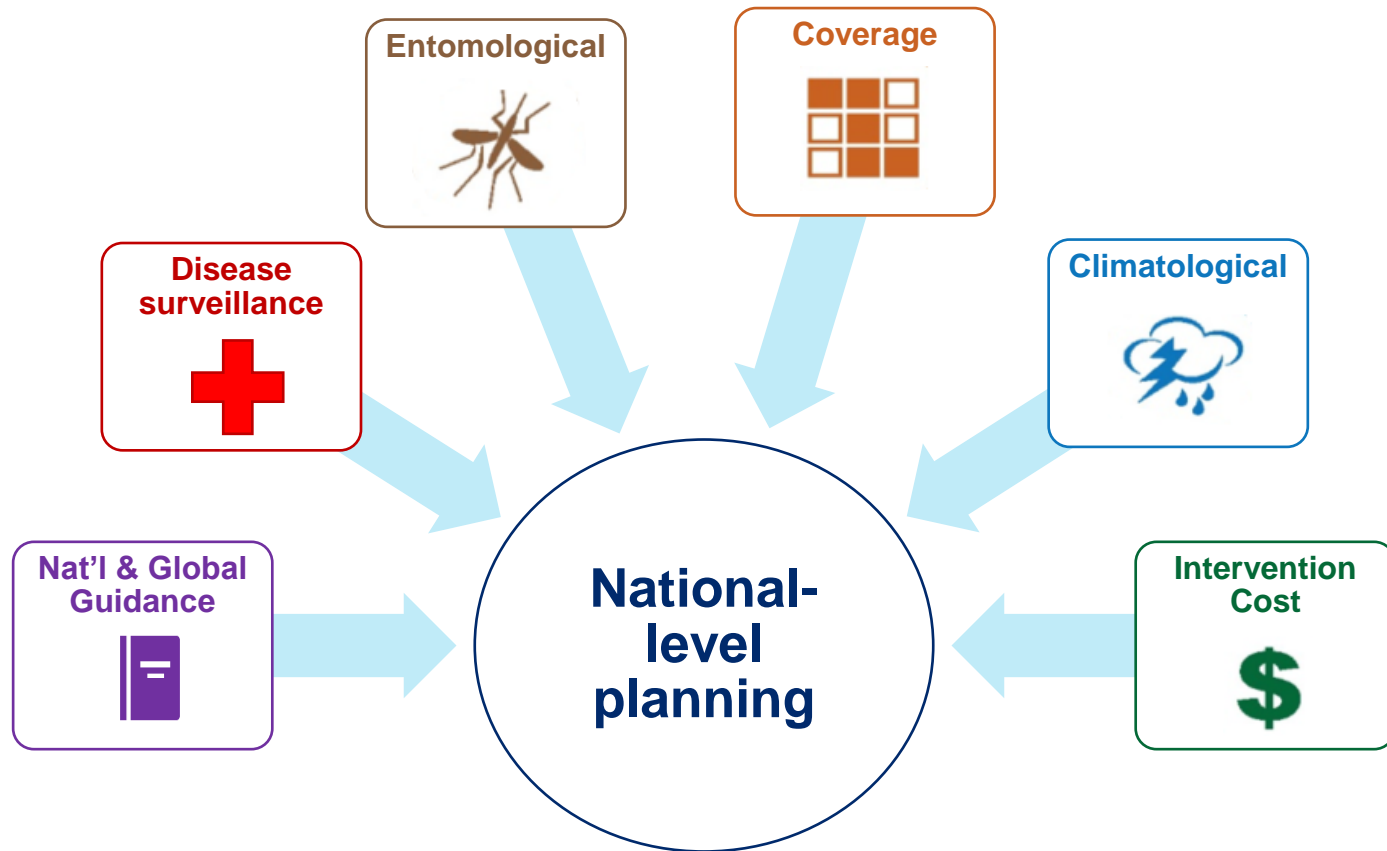 Entomological
Coverage
Disease
surveillance
Climatological
Nat'l & Global
Guidance
Intervention
Cost
$
National-
level
planning